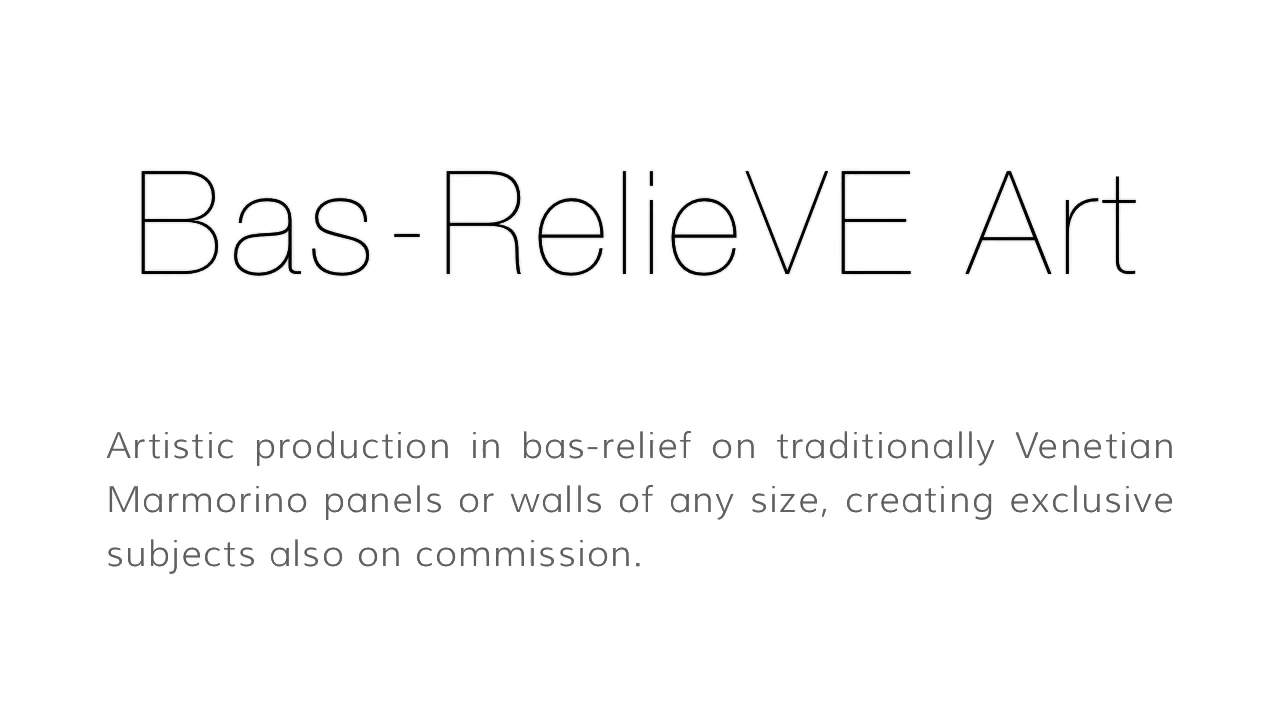 Bas-RelieVE Art
Artistic production in bas-relief on traditionally Venetian
Marmorino panels or walls of any size, creating exclusive
subjects also on commission.